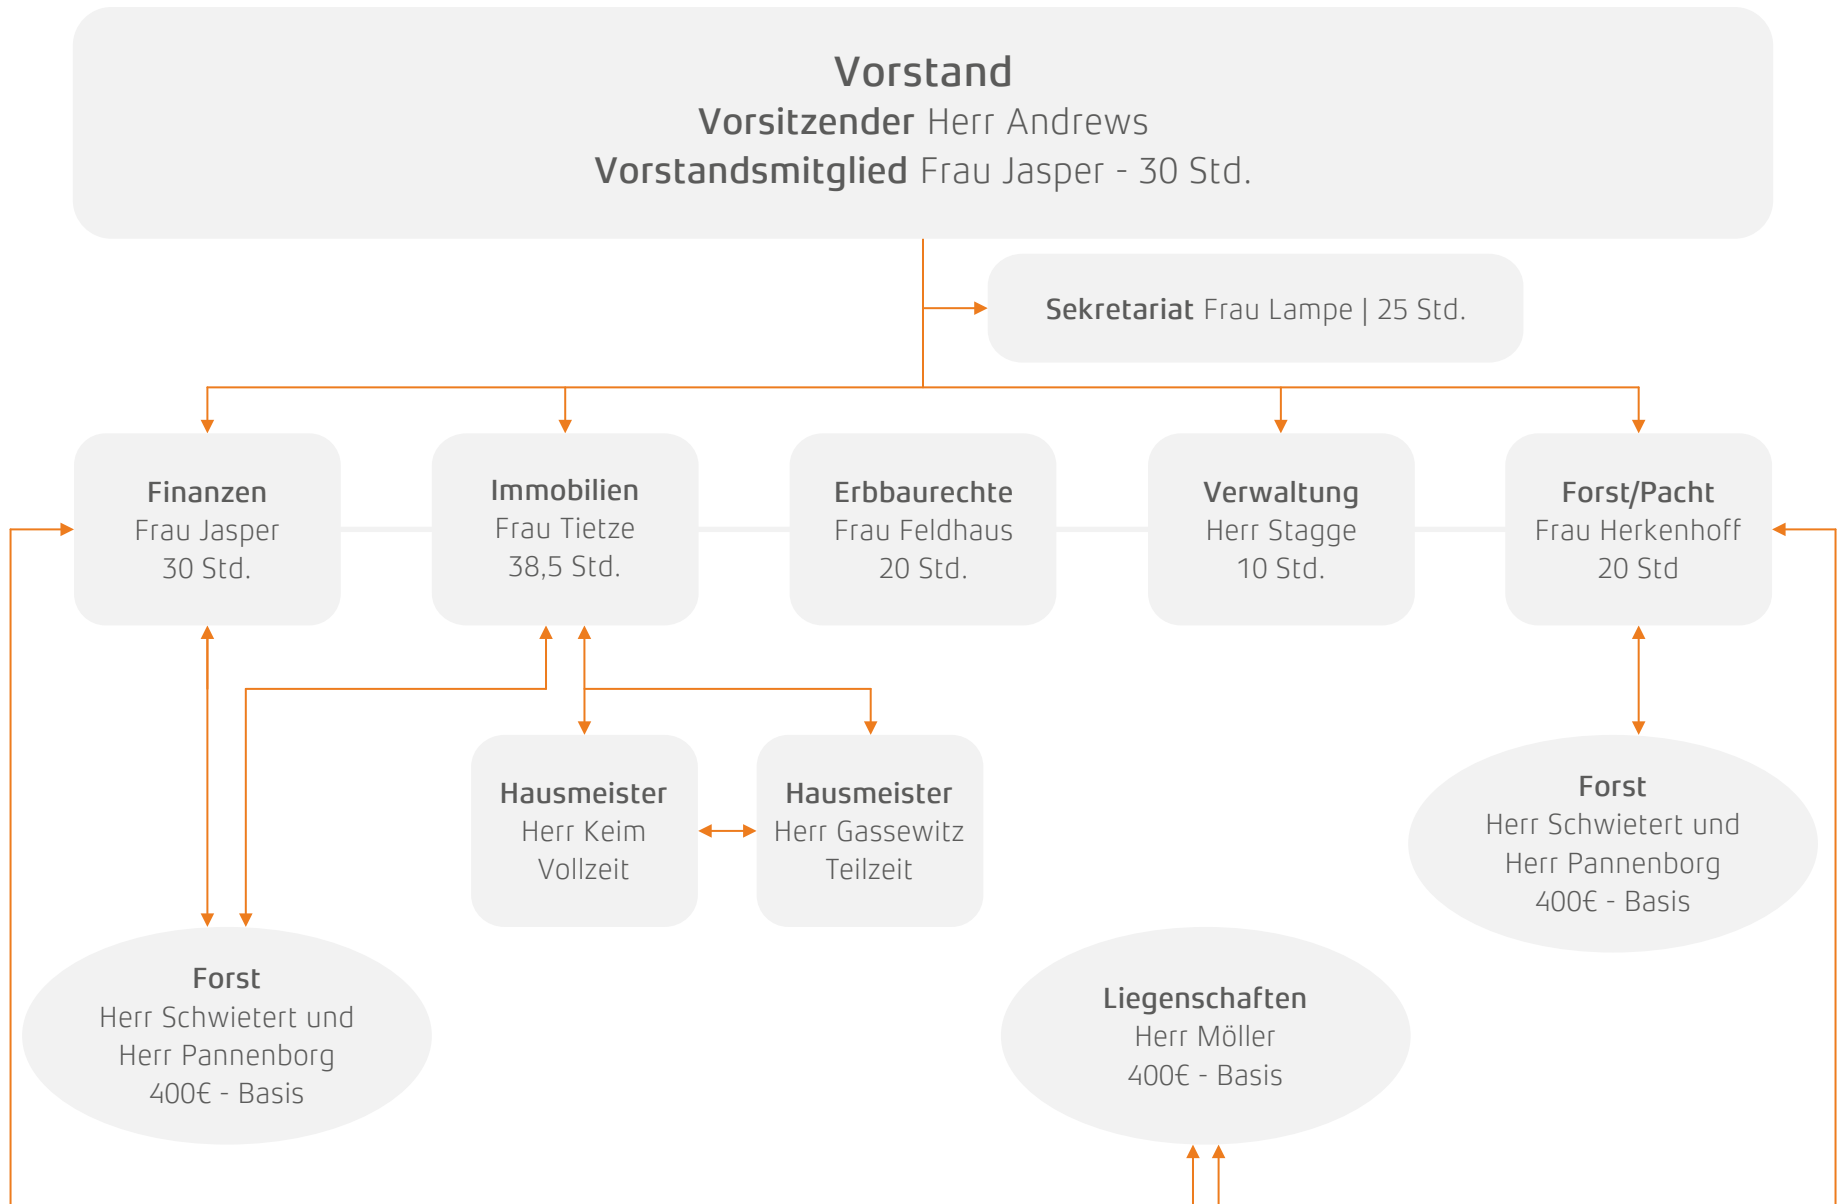 Vorstand
Vorsitzender Herr Andrews
Vorstandsmitglied Frau Jasper - 30 Std.
Sekretariat Frau Lampe | 25 Std.
Finanzen
Frau Jasper
30 Std.
Immobilien
Frau Tietze
38,5 Std.
Erbbaurechte
Frau Feldhaus
20 Std.
Verwaltung
Herr Stagge
10 Std.
Forst/Pacht
Frau Herkenhoff
20 Std
Hausmeister
Herr Keim
Vollzeit
Hausmeister
Herr Gassewitz
Teilzeit
Forst
Herr Schwietert und
Herr Pannenborg
400€ - Basis
Forst
Herr Schwietert und
Herr Pannenborg
400€ - Basis
Liegenschaften
Herr Möller
400€ - Basis